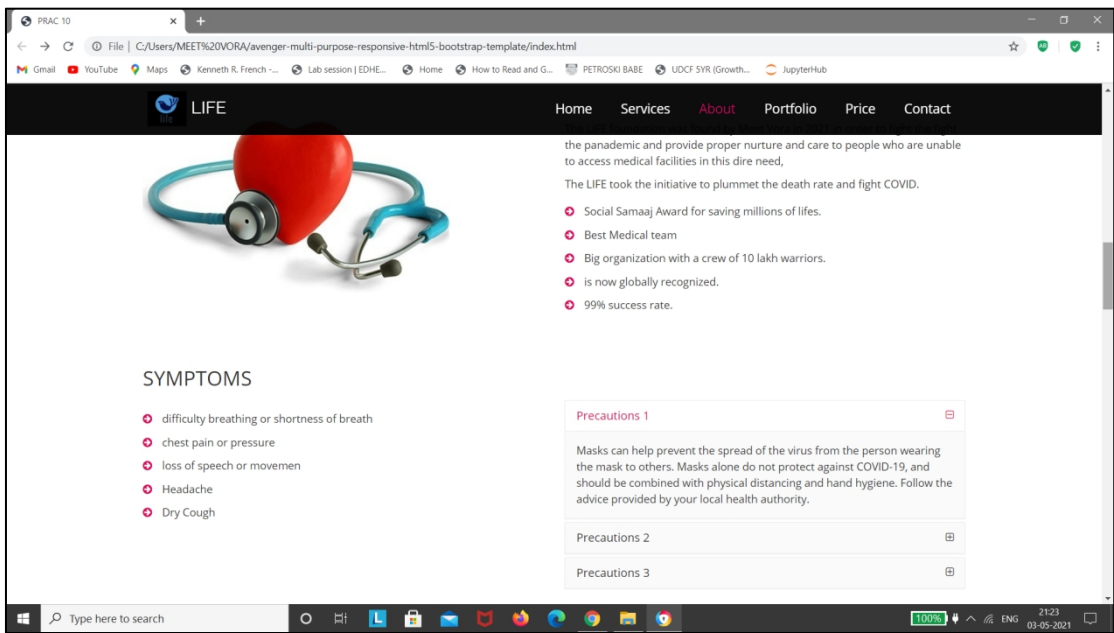 PRAC 10
File | C:/Users/MEET%20VORA/avenger-multi-purpose-responsive-html5-bootstrap-template/index.html
Gmail YouTube Maps Kenneth R. French -... Lab session | EDHE... Home How to Read and G... PETROSKI BABE UDCF SYR (Growth... JupyterHub
life LIFE Home Services About Portfolio Price Contact
the panademic and provide proper nurture and care to people who are unable
to access medical facilities in this dire need,
The LIFE took the initiative to plummet the death rate and fight COVID.
Social Samaaj Award for saving millions of lifes.
Best Medical team
Big organization with a crew of 10 lakh warriors.
is now globally recognized.
99% success rate.
SYMPTOMS
difficulty breathing or shortness of breath
chest pain or pressure
loss of speech or movemen
Headache
Dry Cough
Precautions 1
Masks can help prevent the spread of the virus from the person wearing
the mask to others. Masks alone do not protect against COVID-19, and
should be combined with physical distancing and hand hygiene. Follow the
advice provided by your local health authority.
Precautions 2
Precautions 3
Type here to search
L
100%
ENG
21:23
03-05-2021